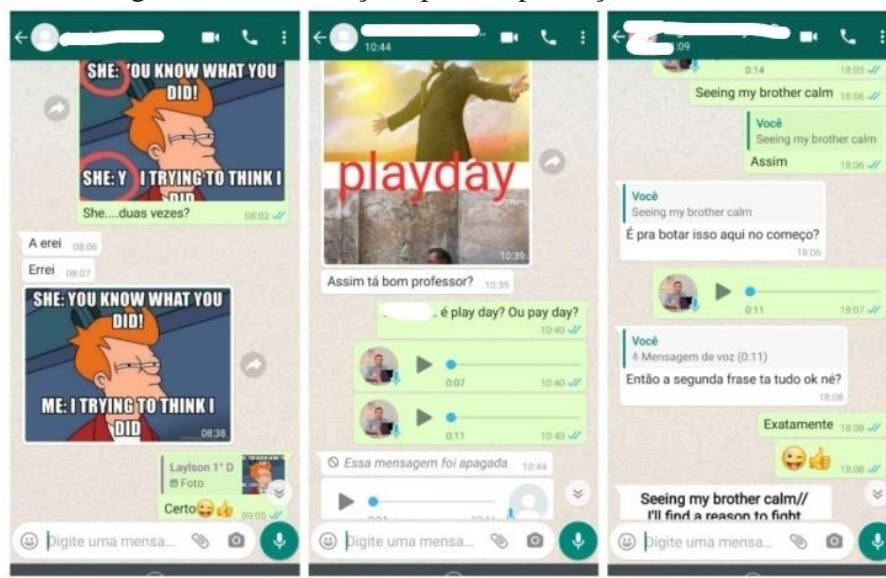 SHE: YOU KNOW WHAT YOU
DID!
SHE: Y I TRYING TO THINK I
DID
She....duas vezes?
08:02
A erei 08:06
Errei 08:07
SHE: YOU KNOW WHAT YOU
DID!
ME: I TRYING TO THINK I
DID
08:38
Laylson 1° D
Foto
Certo
09:05
Digite uma mensa...
10:44
playday
10:39
Assim tá bom professor? 10:39
. é play day? Ou pay day?
10:40
0:07 10:40
0:11 10:40
Essa mensagem foi apagada 10:44
Digite uma mensa...
:09
0:14 18:05
Seeing my brother calm 18:06
Você
Seeing my brother calm
Assim 18:06
Você
Seeing my brother calm
É pra botar isso aqui no começo?
18:06
0:11 18:07
Você
Mensagem de voz (0:11)
Então a segunda frase ta tudo ok né?
18:08
Exatamente 18:08
18:08
Seeing my brother calm//
I'll find a reason to fight
Digite uma mensa...